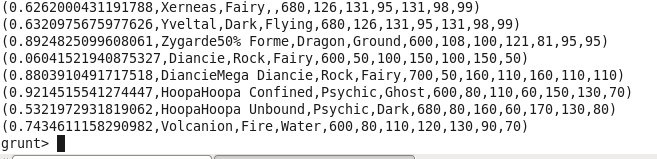 (0.6262000431191788,Xerneas,Fairy,,680,126,131,95,131,98,99)
(0.6320975675977626,Yveltal,Dark,Flying,680,126,131,95,131,98,99)
(0.8924825099608061,Zygarde50% Forme,Dragon,Ground,600,108,100,121,81,95,95)
(0.06041521940875327,Diancie,Rock,Fairy,600,50,100,150,100,150,50)
(0.8803910491717518,DiancieMega Diancie,Rock,Fairy,700,50,160,110,160,110,110)
(0.9214515541274447,HoopaHoopa Confined,Psychic,Ghost,600,80,110,60,150,130,70)
(0.5321972931819062,HoopaHoopa Unbound,Psychic,Dark,680,80,160,60,170,130,80)
(0.7434611158290982,Volcanion,Fire,Water,600,80,110,120,130,90,70)
grunt>